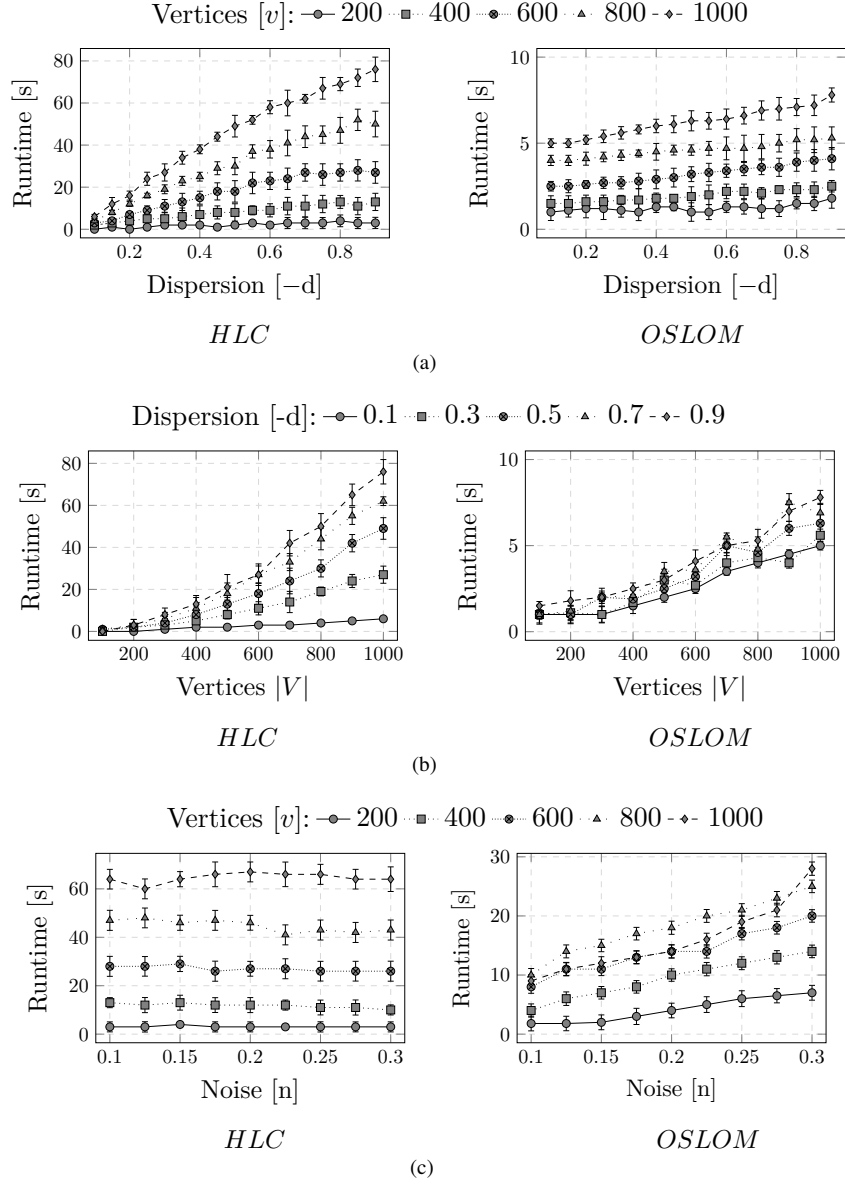 Vertices [v]: 200 400 600 800 1000
80
60
40
20
0
0.2 0.4 0.6 0.8
Runtime [s]
Dispersion [−d]
HLC
10
5
0
0.2 0.4 0.6 0.8
Runtime [s]
Dispersion [−d]
OSLOM
(a)
Dispersion [-d]: 0.1 0.3 0.5 0.7 0.9
80
60
40
20
0
200 400 600 800 1000
Runtime [s]
Vertices |V|
HLC
10
5
0
200 400 600 800 1000
Runtime [s]
Vertices |V|
OSLOM
(b)
Vertices [v]: 200 400 600 800 1000
60
40
20
0
0.1 0.15 0.2 0.25 0.3
Runtime [s]
Noise [n]
HLC
30
20
10
0
0.1 0.15 0.2 0.25 0.3
Runtime [s]
Noise [n]
OSLOM
(c)